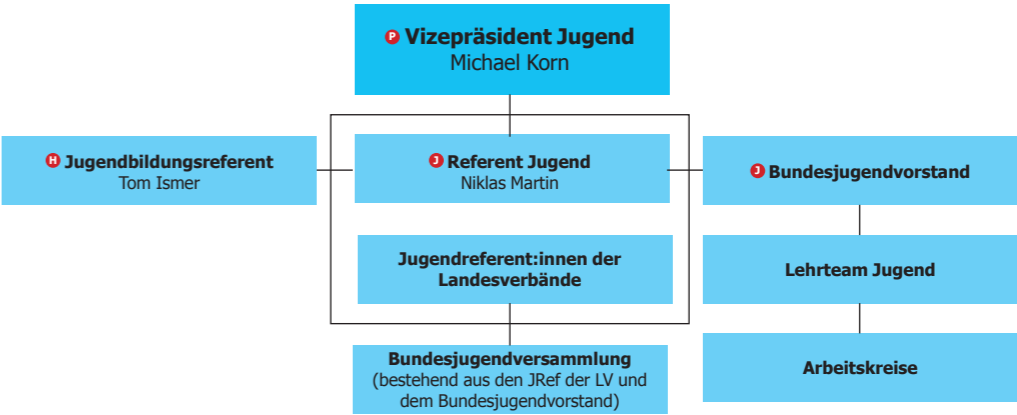 P Vizepräsident Jugend
Michael Korn
H Jugendbildungsreferent
Tom Ismer
J Referent Jugend
Niklas Martin
J Bundesjugendvorstand
Jugendreferent:innen der
Landesverbände
Lehrteam Jugend
Bundesjugendversammlung
(bestehend aus den JRef der LV und
dem Bundesjugendvorstand)
Arbeitskreise